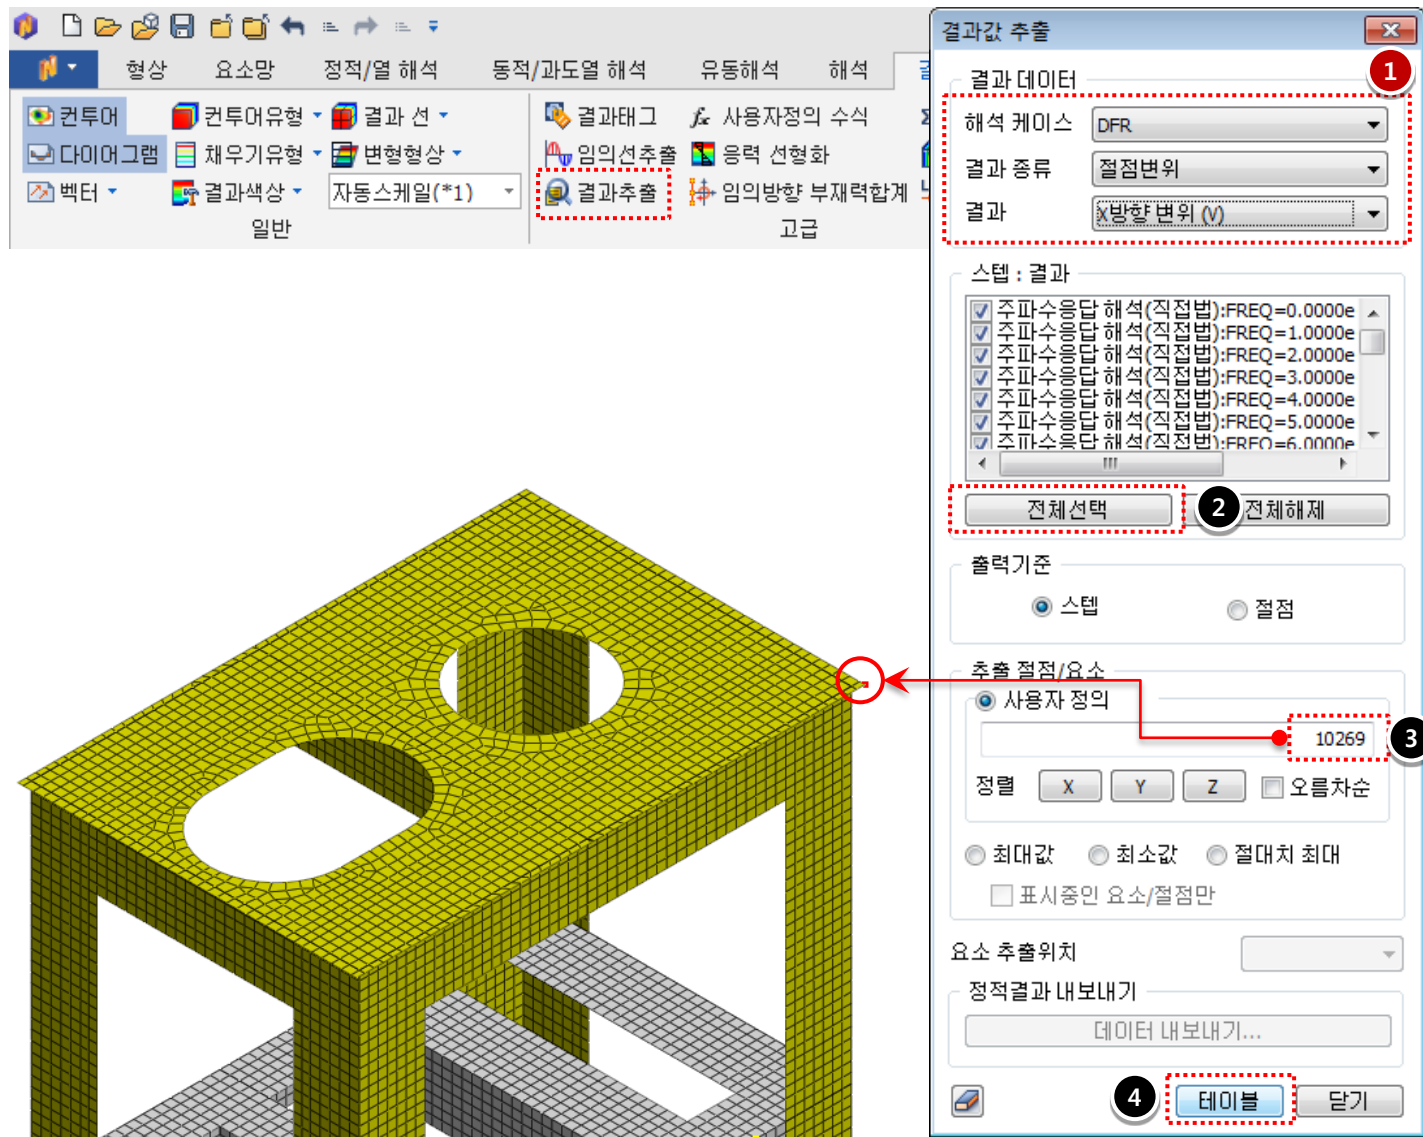 형상 요소망 정적/열 해석 동적/과도열 해석 유동해석 해석
컨투어 컨투어유형 결과 선 결과태그 사용자정의 수식
다이어그램 채우기유형 변형형상 임의선추출 응력 선형화
벡터 결과색상 자동스케일(*1) 결과추출 임의방향 부재력합계
일반 고급
결과값 추출
1
결과 데이터
해석 케이스 DFR
결과 종류 절점변위
결과 X방향 변위 (V)
스텝 : 결과
주파수응답 해석(직접법):FREQ=0.0000e
주파수응답 해석(직접법):FREQ=1.0000e
주파수응답 해석(직접법):FREQ=2.0000e
주파수응답 해석(직접법):FREQ=3.0000e
주파수응답 해석(직접법):FREQ=4.0000e
주파수응답 해석(직접법):FREQ=5.0000e
주파수응답 해석(직접법):FREQ=6.0000e
전체선택 2 전체해제
출력기준
스텝 절점
추출 절점/요소
사용자 정의
10269 3
정렬 X Y Z 오름차순
최대값 최소값 절대치 최대
표시중인 요소/절점만
요소 추출위치
정적결과 내보내기
데이터 내보내기...
4 테이블 닫기